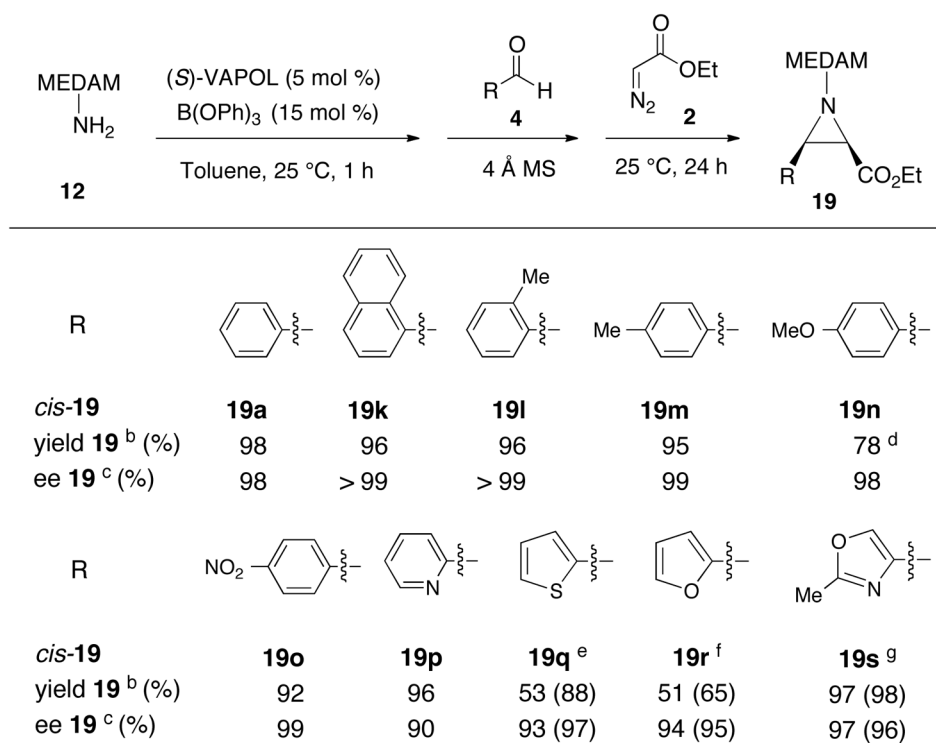 MEDAM
NH2
12
(S)-VAPOL (5 mol %)
B(OPh)3 (15 mol %)
Toluene, 25 °C, 1 h
O
R H
4
4 Å MS
O
OEt
N2
2
25 °C, 24 h
MEDAM
N
R CO2Et
19
R
Me
Me
MeO
cis-19 19a 19k 19l 19m 19n
yield 19 b (%) 98 96 96 95 78 d
ee 19 c (%) 98 > 99 > 99 99 98
R
NO2
N
S
O
O
Me N
cis-19 19o 19p 19q e 19r f 19s g
yield 19 b (%) 92 96 53 (88) 51 (65) 97 (98)
ee 19 c (%) 99 90 93 (97) 94 (95) 97 (96)